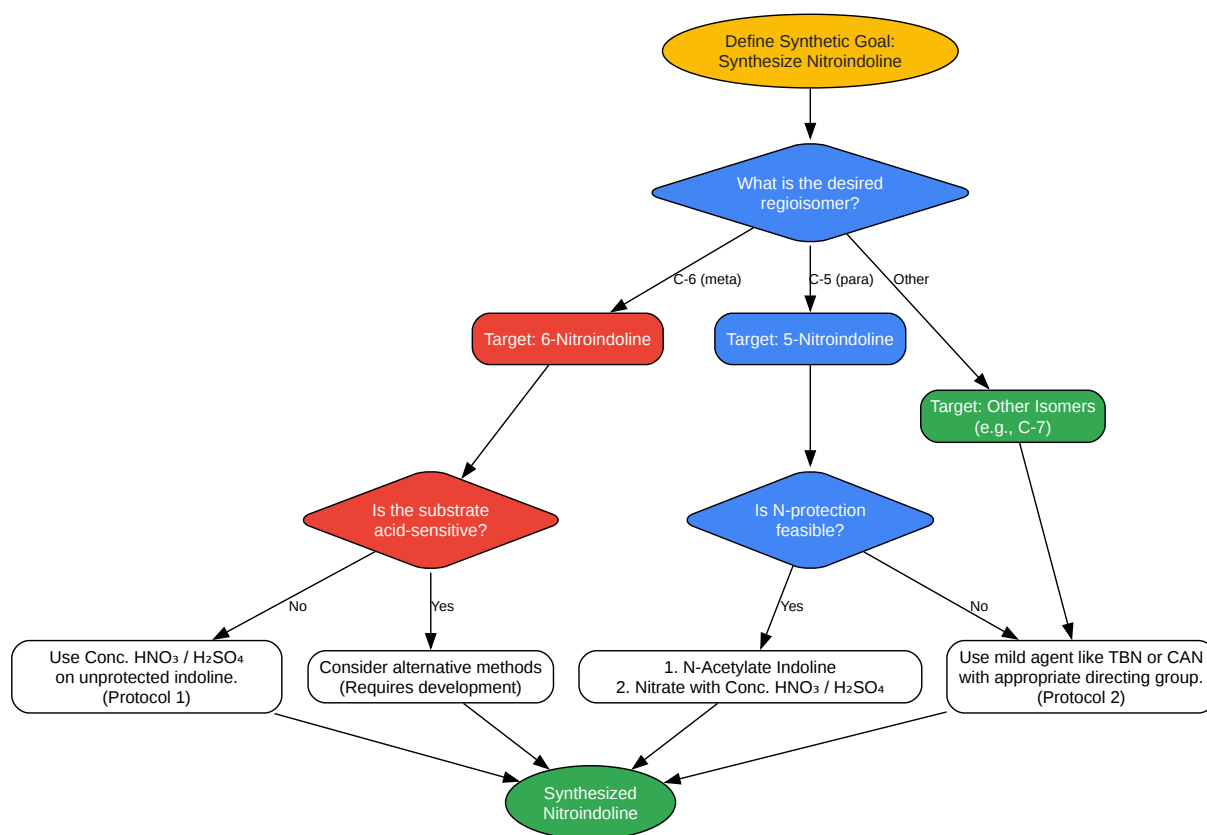 Define Synthetic Goal:
Synthesize Nitroindoline
What is the desired
regioisomer?
C-6 (meta)
C-5 (para)
Other
Target: 6-Nitroindoline
Target: 5-Nitroindoline
Target: Other Isomers
(e.g., C-7)
Is the substrate
acid-sensitive?
Is N-protection
feasible?
No
Yes
Yes
No
Use Conc. HNO₃ / H₂SO₄
on unprotected indoline.
(Protocol 1)
Consider alternative methods
(Requires development)
1. N-Acetylate Indoline
2. Nitrate with Conc. HNO₃ / H₂SO₄
Use mild agent like TBN or CAN
with appropriate directing group.
(Protocol 2)
Synthesized
Nitroindoline